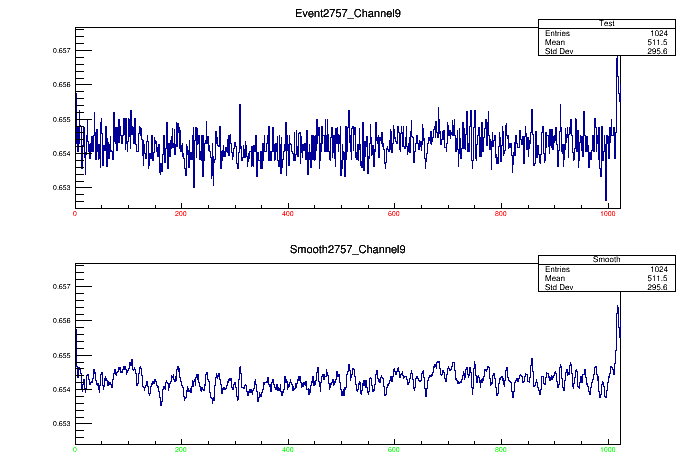 Event2757_Channel9
Test
Entries 1024
Mean 511.5
Std Dev 295.6
0.657
0.656
0.655
0.654
0.653
0 200 400 600 800 1000
Smooth2757_Channel9
Smooth
Entries 1024
Mean 511.5
Std Dev 295.6
0.657
0.656
0.655
0.654
0.653
0 200 400 600 800 1000